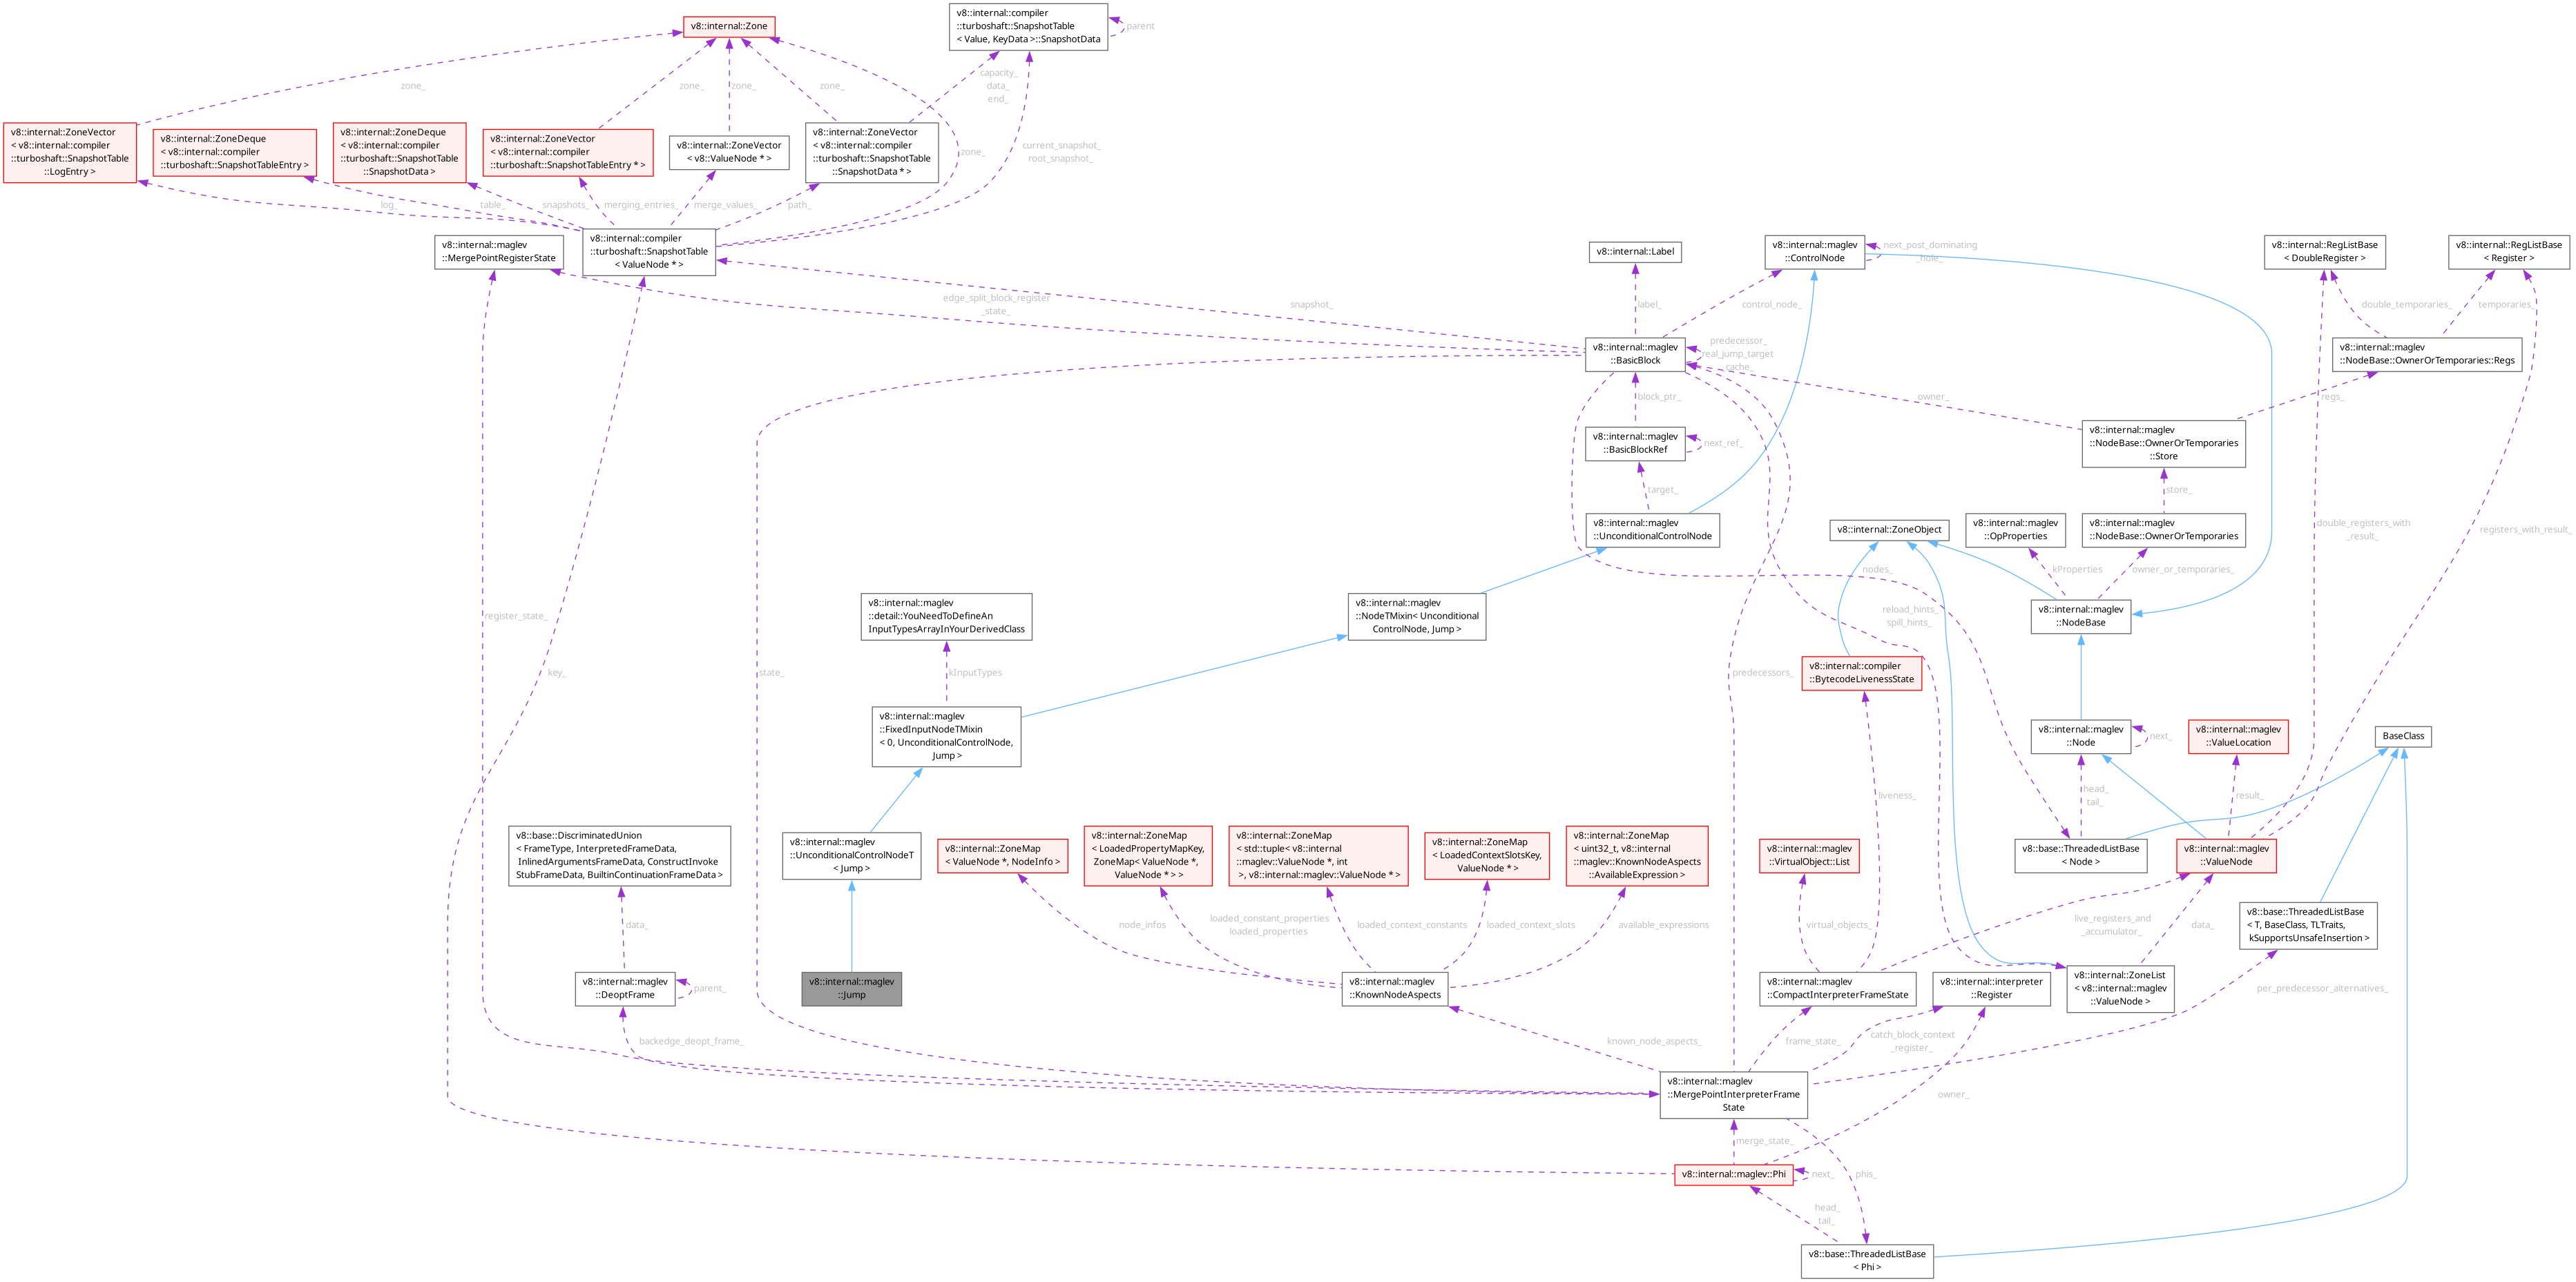 v8::internal::Zone
v8::internal::compiler
::turboshaft::SnapshotTable
< Value, KeyData >::SnapshotData
parent
zone_
zone_
zone_
zone_
capacity_
data_
end_
v8::internal::ZoneVector
< v8::internal::compiler
::turboshaft::SnapshotTable
::LogEntry >
v8::internal::ZoneDeque
< v8::internal::compiler
::turboshaft::SnapshotTableEntry >
v8::internal::ZoneDeque
< v8::internal::compiler
::turboshaft::SnapshotTable
::SnapshotData >
v8::internal::ZoneVector
< v8::internal::compiler
::turboshaft::SnapshotTableEntry * >
v8::internal::ZoneVector
< v8::ValueNode * >
v8::internal::ZoneVector
< v8::internal::compiler
::turboshaft::SnapshotTable
::SnapshotData * >
zone_
current_snapshot_
root_snapshot_
log_
table_
snapshots_
merging_entries_
merge_values_
path_
v8::internal::maglev
::MergePointRegisterState
v8::internal::compiler
::turboshaft::SnapshotTable
< ValueNode * >
v8::internal::Label
v8::internal::maglev
::ControlNode
next_post_dominating
_hole_
v8::internal::RegListBase
< DoubleRegister >
v8::internal::RegListBase
< Register >
edge_split_block_register
_state_
snapshot_
label_
control_node_
double_temporaries_
temporaries_
v8::internal::maglev
::BasicBlock
predecessor_
real_jump_target
_cache_
v8::internal::maglev
::NodeBase::OwnerOrTemporaries::Regs
block_ptr_
owner_
regs_
v8::internal::maglev
::BasicBlockRef
next_ref_
v8::internal::maglev
::NodeBase::OwnerOrTemporaries
::Store
target_
store_
v8::internal::maglev
::UnconditionalControlNode
v8::internal::ZoneObject
v8::internal::maglev
::OpProperties
v8::internal::maglev
::NodeBase::OwnerOrTemporaries
double_registers_with
_result_
registers_with_result_
nodes_
kProperties
owner_or_temporaries_
v8::internal::maglev
::detail::YouNeedToDefineAn
InputTypesArrayInYourDerivedClass
v8::internal::maglev
::NodeTMixin< Unconditional
ControlNode, Jump >
reload_hints_
spill_hints_
v8::internal::maglev
::NodeBase
register_state_
key_
state_
kInputTypes
predecessors_
v8::internal::compiler
::BytecodeLivenessState
v8::internal::maglev
::FixedInputNodeTMixin
< 0, UnconditionalControlNode,
Jump >
v8::internal::maglev
::Node
next_
v8::internal::maglev
::ValueLocation
BaseClass
liveness_
head_
tail_
result_
v8::base::DiscriminatedUnion
< FrameType, InterpretedFrameData,
InlinedArgumentsFrameData, ConstructInvoke
StubFrameData, BuiltinContinuationFrameData >
v8::internal::maglev
::UnconditionalControlNodeT
< Jump >
v8::internal::ZoneMap
< ValueNode *, NodeInfo >
v8::internal::ZoneMap
< LoadedPropertyMapKey,
ZoneMap< ValueNode *,
ValueNode * > >
v8::internal::ZoneMap
< std::tuple< v8::internal
::maglev::ValueNode *, int
>, v8::internal::maglev::ValueNode * >
v8::internal::ZoneMap
< LoadedContextSlotsKey,
ValueNode * >
v8::internal::ZoneMap
< uint32_t, v8::internal
::maglev::KnownNodeAspects
::AvailableExpression >
v8::internal::maglev
::VirtualObject::List
v8::base::ThreadedListBase
< Node >
v8::internal::maglev
::ValueNode
v8::base::ThreadedListBase
< T, BaseClass, TLTraits,
kSupportsUnsafeInsertion >
data_
node_infos
loaded_constant_properties
loaded_properties
loaded_context_constants
loaded_context_slots
available_expressions
virtual_objects_
live_registers_and
_accumulator_
data_
v8::internal::maglev
::DeoptFrame
parent_
v8::internal::maglev
::Jump
v8::internal::maglev
::KnownNodeAspects
v8::internal::maglev
::CompactInterpreterFrameState
v8::internal::interpreter
::Register
v8::internal::ZoneList
< v8::internal::maglev
::ValueNode >
per_predecessor_alternatives_
backedge_deopt_frame_
known_node_aspects_
frame_state_
catch_block_context
_register_
v8::internal::maglev
::MergePointInterpreterFrame
State
owner_
merge_state_
v8::internal::maglev::Phi
next_
phis_
head_
tail_
v8::base::ThreadedListBase
< Phi >